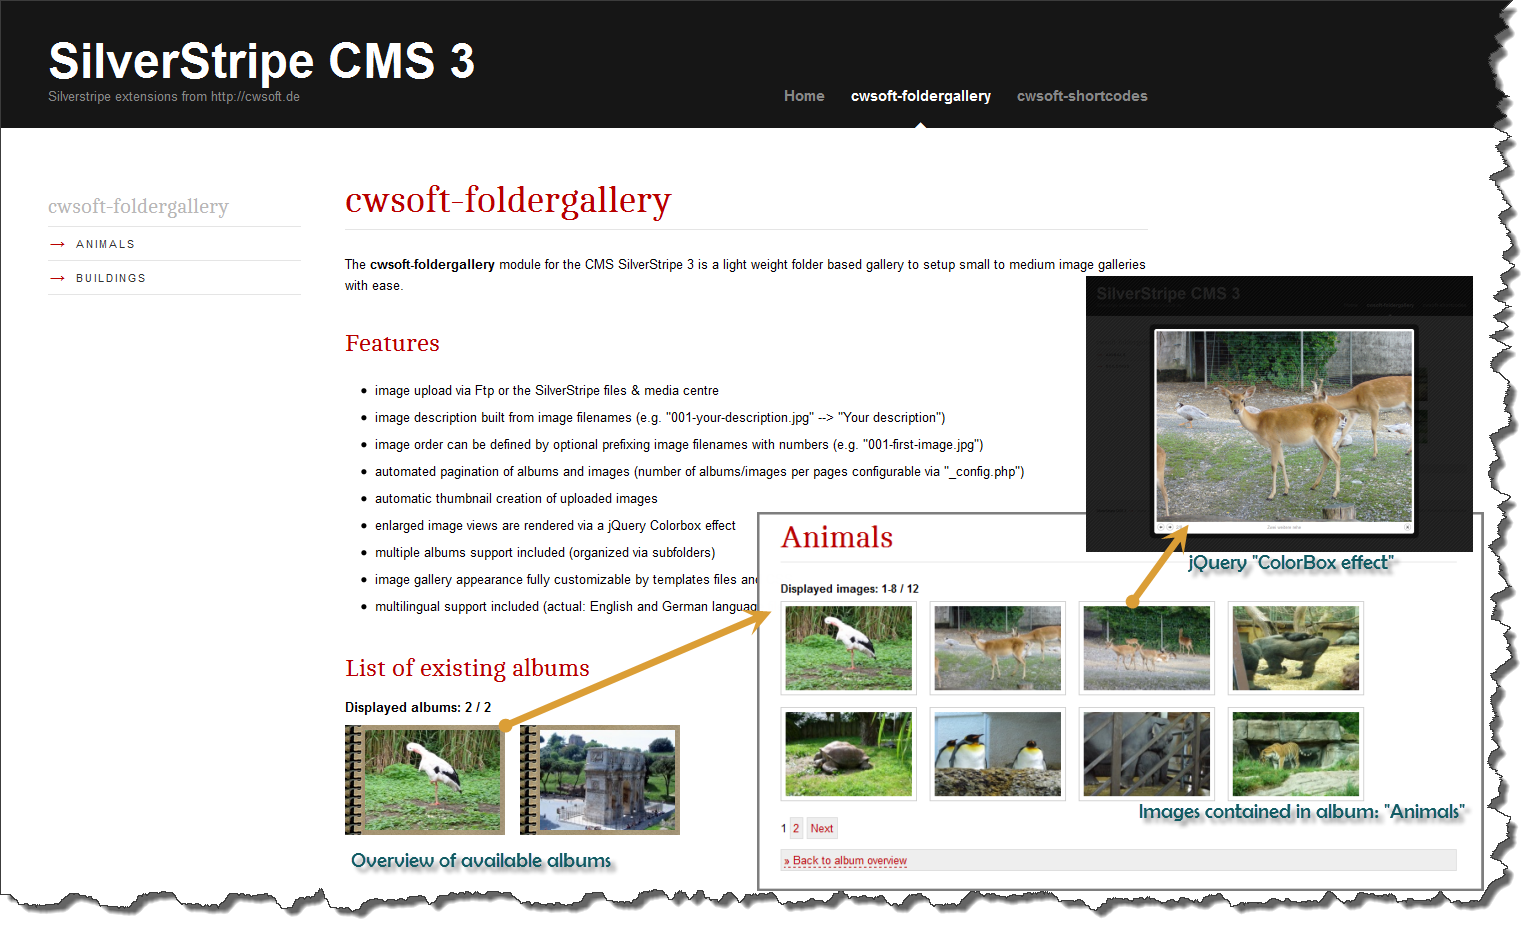 SilverStripe CMS 3
Silverstripe extensions from http://cwsoft.de
Home
cwsoft-foldergallery
cwsoft-shortcodes
cwsoft-foldergallery
ANIMALS
BUILDINGS
cwsoft-foldergallery
The cwsoft-foldergallery module for the CMS SilverStripe 3 is a light weight folder based gallery to setup small to medium image galleries
with ease.
Features
image upload via Ftp or the SilverStripe files & media centre
image description built from image filenames (e.g. "001-your-description.jpg" --> "Your description")
image order can be defined by optional prefixing image filenames with numbers (e.g. "001-first-image.jpg")
automated pagination of albums and images (number of albums/images per pages configurable via "_config.php")
automatic thumbnail creation of uploaded images
enlarged image views are rendered via a jQuery Colorbox effect
multiple albums support included (organized via subfolders)
image gallery appearance fully customizable by templates files and
multilingual support included (actual: English and German languag
List of existing albums
Displayed albums: 2 / 2
Overview of available albums
SilverStripe CMS 3
jQuery "ColorBox effect"
Animals
Displayed images: 1-8 / 12
Images contained in album: "Animals"
1 2 Next
» Back to album overview